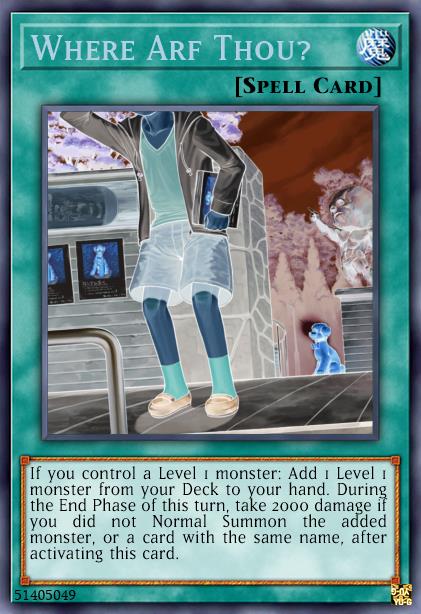 Where Arf Thou?
[Spell Card]
If you control a Level 1 monster: Add 1 Level 1
monster from your Deck to your hand. During
the End Phase of this turn, take 2000 damage if
you did not Normal Summon the added
monster, or a card with the same name, after
activating this card.
51405049